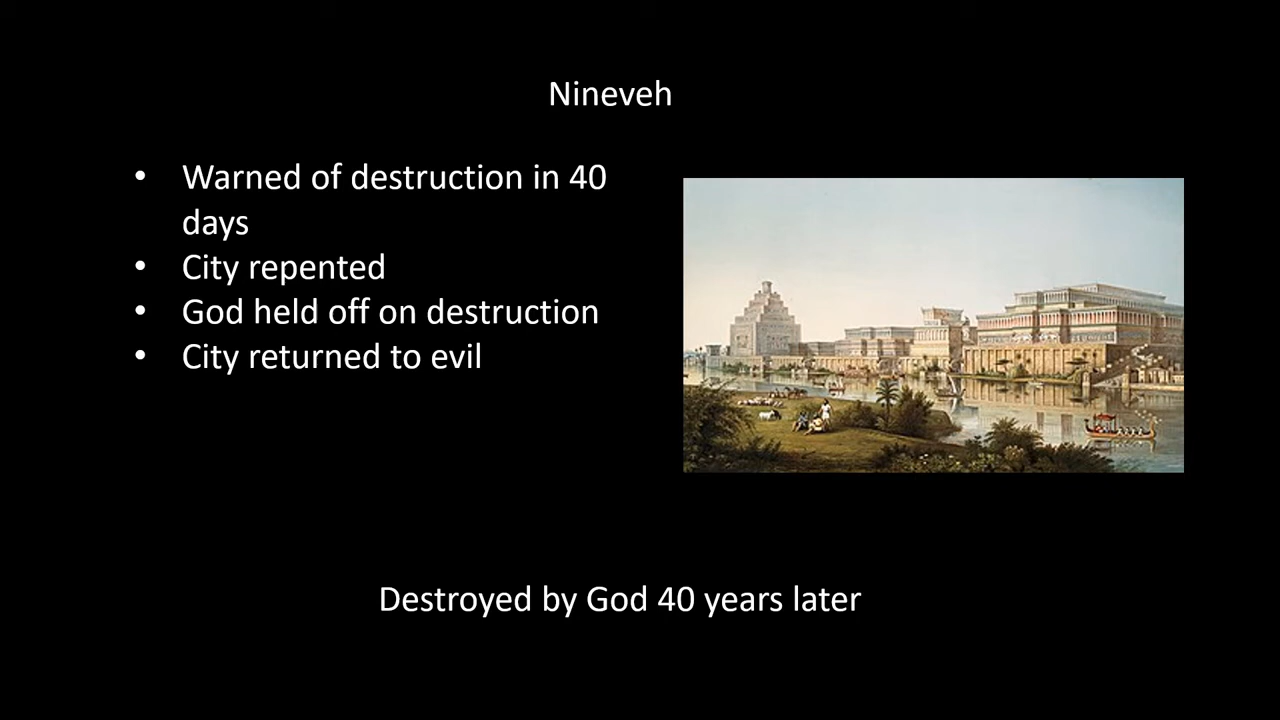 Nineveh
• Warned of destruction in 40
days
• City repented
• God held off on destruction
• City returned to evil
Destroyed by God 40 years later